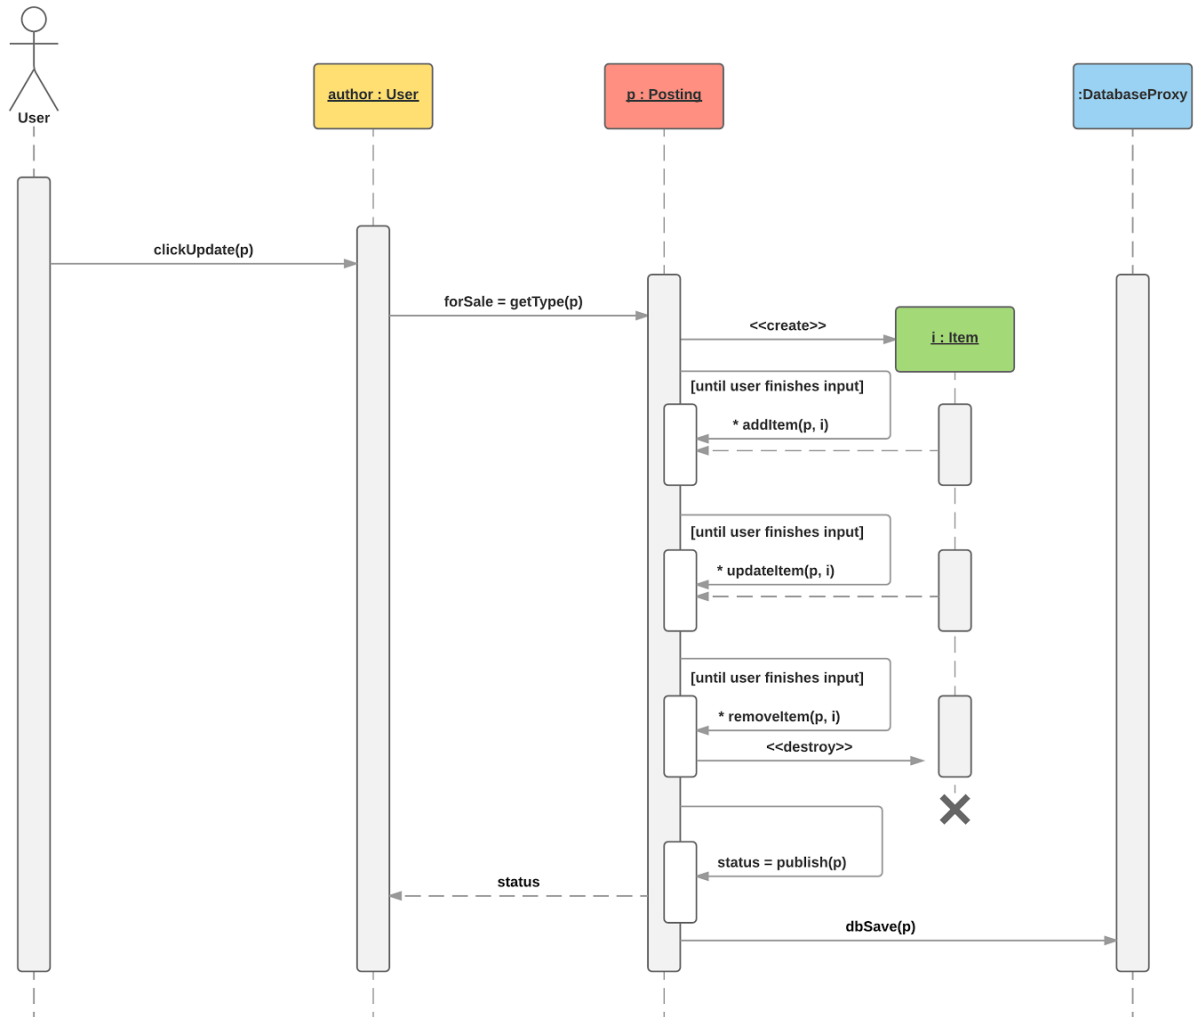 User
author : User
p : Posting
:DatabaseProxy
clickUpdate(p)
forSale = getType(p)
<<create>>
i : Item
[until user finishes input]
* addItem(p, i)
[until user finishes input]
* updateItem(p, i)
[until user finishes input]
* removeItem(p, i)
<<destroy>>
status = publish(p)
status
dbSave(p)